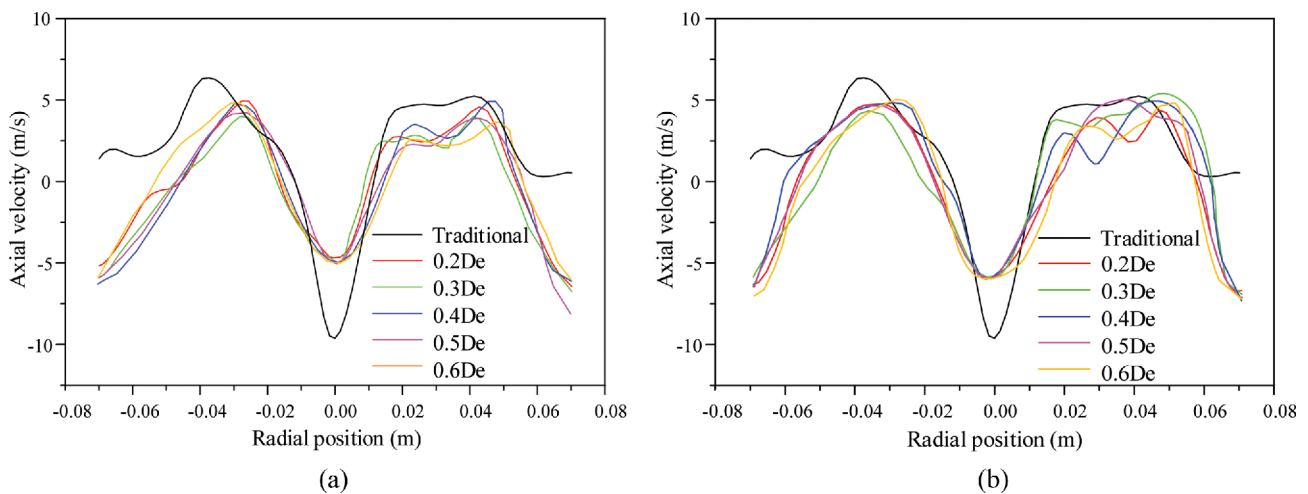 10
5
0
-5
-10
Axial velocity (m/s)
Traditional
0.2De
0.3De
0.4De
0.5De
0.6De
-0.08 -0.06 -0.04 -0.02 0.00 0.02 0.04 0.06 0.08
Radial position (m)
(a)
10
5
0
-5
-10
Axial velocity (m/s)
Traditional
0.2De
0.3De
0.4De
0.5De
0.6De
-0.08 -0.06 -0.04 -0.02 0.00 0.02 0.04 0.06 0.08
Radial position (m)
(b)